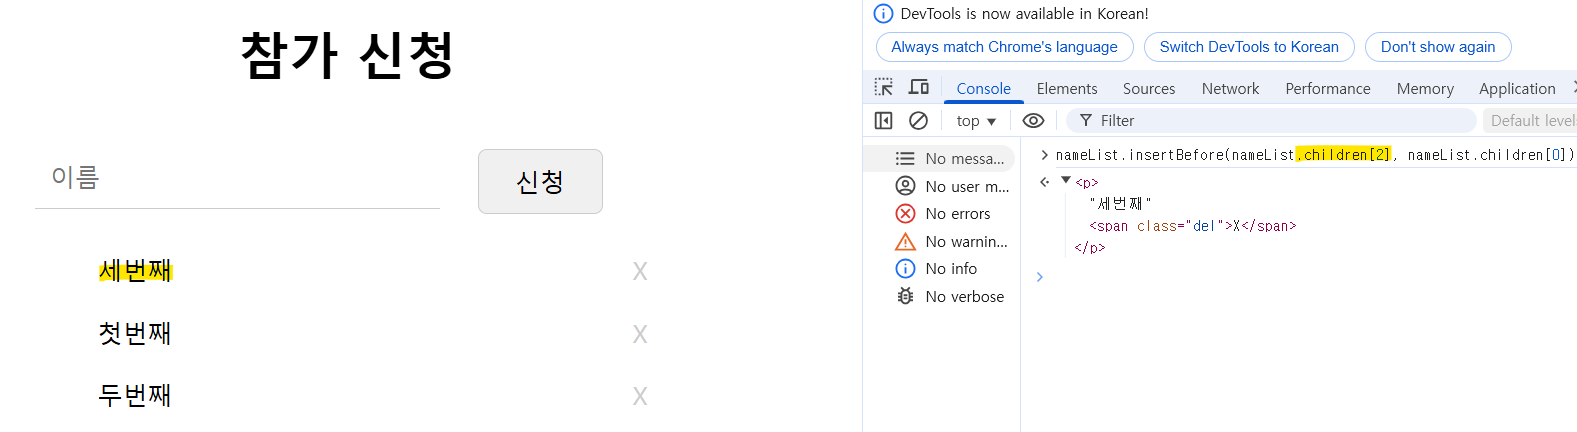 참가 신청
이름
신청
세번째 X
첫번째 X
두번째 X
DevTools is now available in Korean!
Always match Chrome's language Switch DevTools to Korean Don't show again
Console Elements Sources Network Performance Memory Application
top ▼ Filter Default levels
No messa...
No user m...
No errors
No warnin...
No info
No verbose
nameList.insertBefore(nameList.children[2], nameList.children[0])
<p>
"세번째"
<span class="del">X</span>
</p>